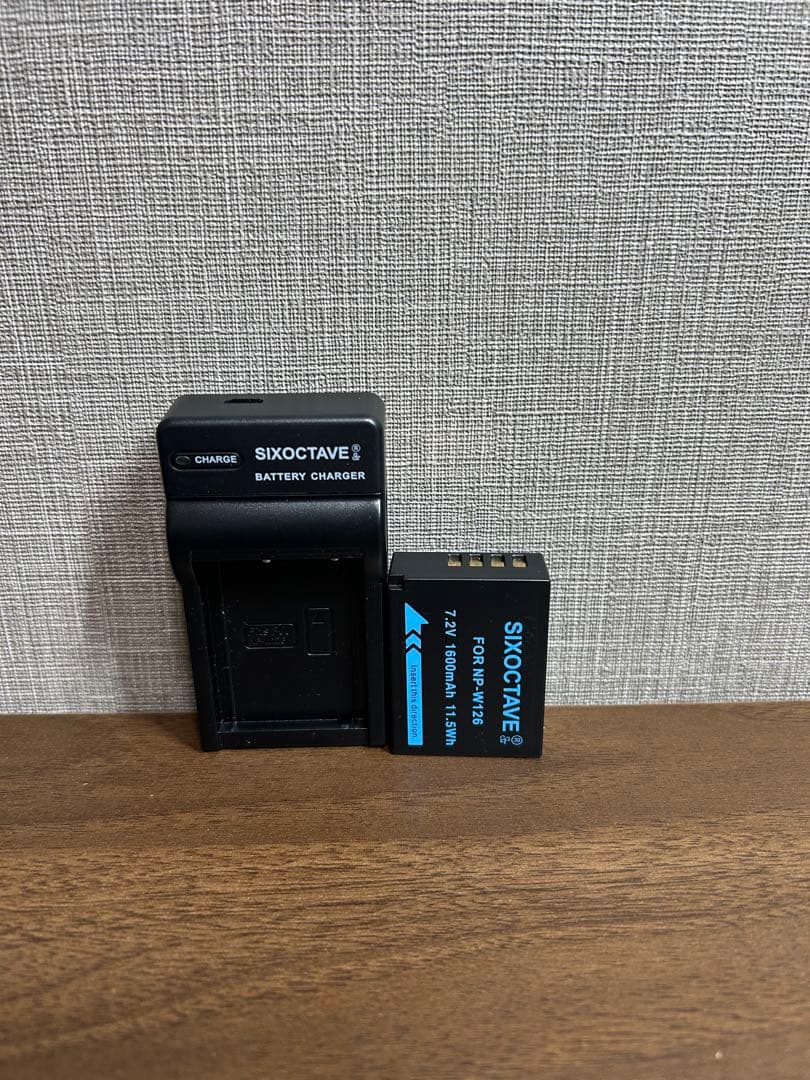 CHARGE
SIXOCTAVE®
BATTERY CHARGER
SIXOCTAVE®
FOR NP-W126
7.2V 1600mAh 11.5Wh
Insert this direction.